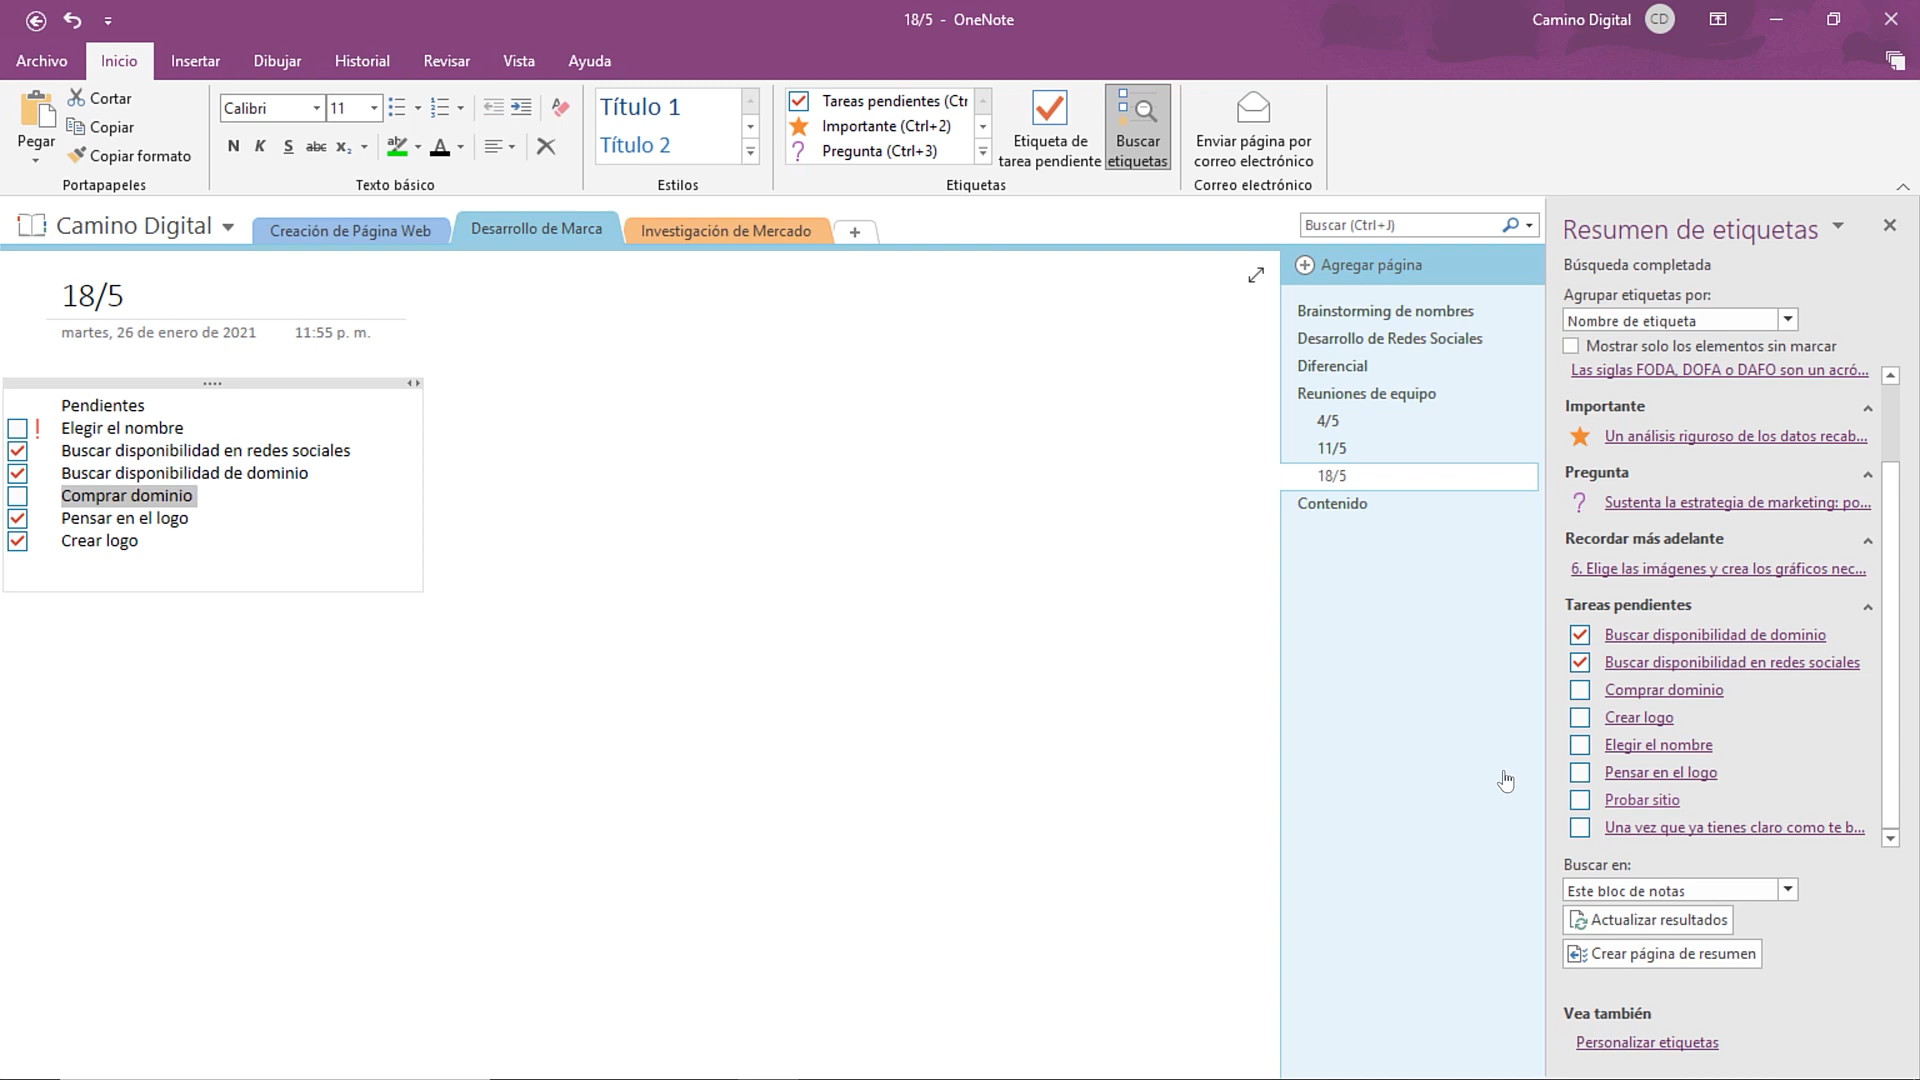 18/5 - OneNote
Camino Digital CD
Archivo Inicio Insertar Dibujar Historial Revisar Vista Ayuda
Pegar
Cortar
Copiar
Copiar formato
Portapapeles
Calibri 11
N K S abc x₂ A
Texto básico
Título 1
Título 2
Estilos
Tareas pendientes (Ctr
Importante (Ctrl+2)
Pregunta (Ctrl+3)
Etiqueta de
tarea pendiente
Buscar
etiquetas
Etiquetas
Enviar página por
correo electrónico
Correo electrónico
Camino Digital
Creación de Página Web
Desarrollo de Marca
Investigación de Mercado
Buscar (Ctrl+J)
18/5
martes, 26 de enero de 2021 11:55 p. m.
Pendientes
Elegir el nombre
Buscar disponibilidad en redes sociales
Buscar disponibilidad de dominio
Comprar dominio
Pensar en el logo
Crear logo
Agregar página
Brainstorming de nombres
Desarrollo de Redes Sociales
Diferencial
Reuniones de equipo
4/5
11/5
18/5
Contenido
Resumen de etiquetas
Búsqueda completada
Agrupar etiquetas por:
Nombre de etiqueta
Mostrar solo los elementos sin marcar
Las siglas FODA, DOFA o DAFO son un acró...
Importante
Un análisis riguroso de los datos recab...
Pregunta
Sustenta la estrategia de marketing: po...
Recordar más adelante
6. Elige las imágenes y crea los gráficos nec...
Tareas pendientes
Buscar disponibilidad de dominio
Buscar disponibilidad en redes sociales
Comprar dominio
Crear logo
Elegir el nombre
Pensar en el logo
Probar sitio
Una vez que ya tienes claro como te b...
Buscar en:
Este bloc de notas
Actualizar resultados
Crear página de resumen
Vea también
Personalizar etiquetas